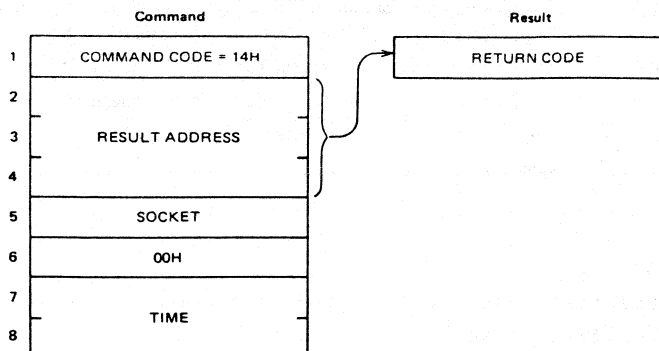 Command
Result
1
COMMAND CODE = 14H
RETURN CODE
2
3
RESULT ADDRESS
4
5
SOCKET
6
00H
7
TIME
8